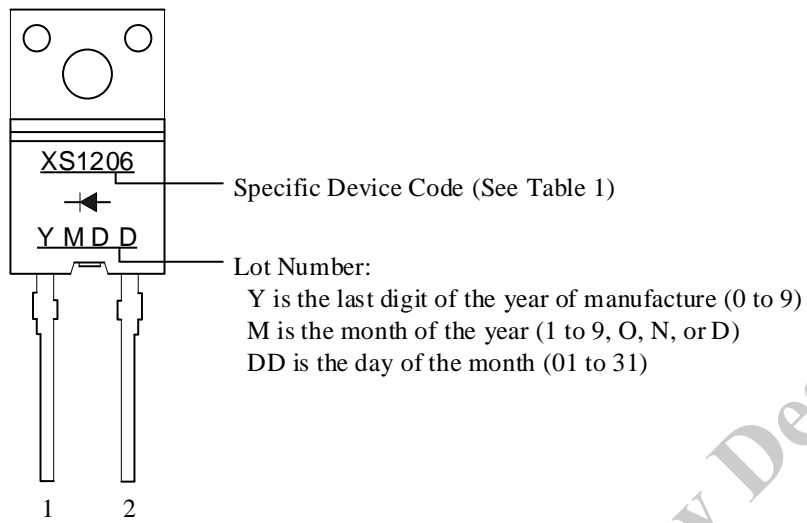 XS1206
Specific Device Code (See Table 1)
Y M D D
Lot Number:
Y is the last digit of the year of manufacture (0 to 9)
M is the month of the year (1 to 9, O, N, or D)
DD is the day of the month (01 to 31)
1 2